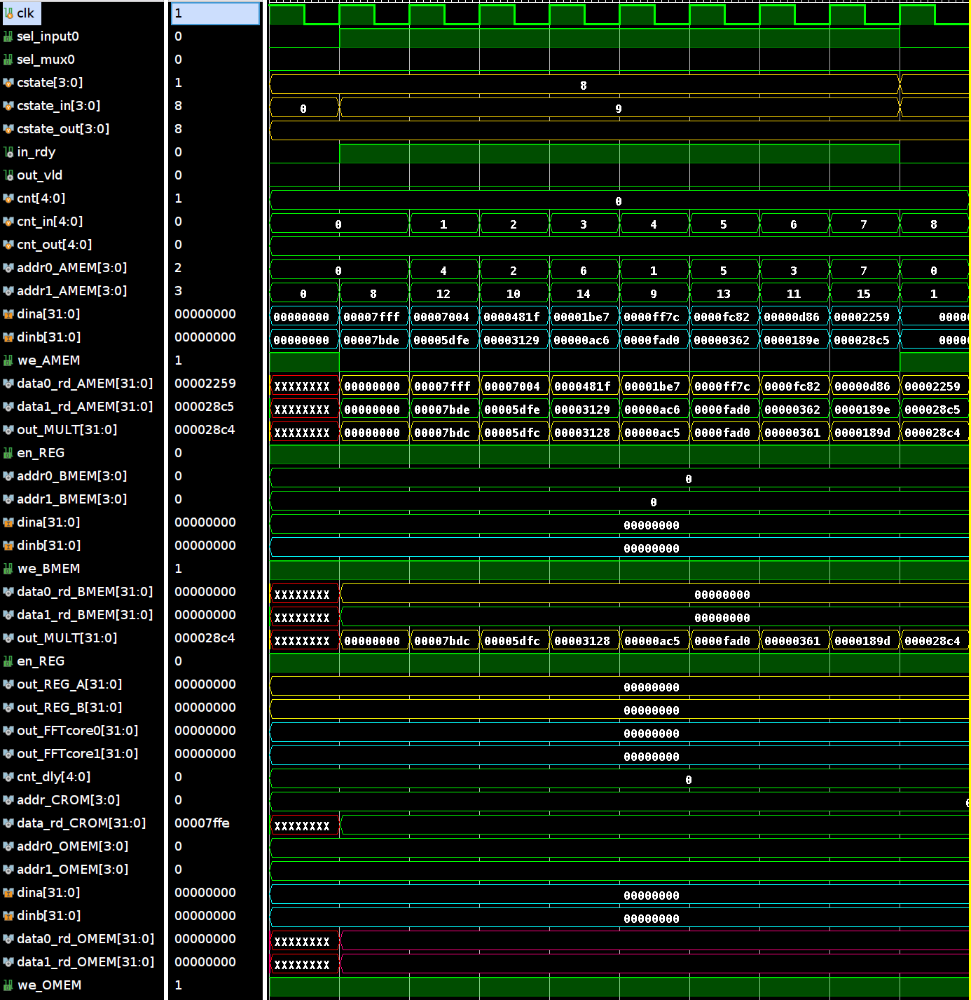 clk 1
sel_input0 0
sel_mux0 0
cstate[3:0] 1 8
cstate_in[3:0] 8 0 9
cstate_out[3:0] 8
in_rdy 0
out_vld 0
cnt[4:0] 1 0
cnt_in[4:0] 0 0 1 2 3 4 5 6 7 8
cnt_out[4:0] 0
addr0_AMEM[3:0] 2 0 4 2 6 1 5 3 7 0
addr1_AMEM[3:0] 3 0 8 12 10 14 9 13 11 15 1
dina[31:0] 00000000 00000000 00007fff 00007004 0000481f 00001be7 0000ff7c 0000fc82 00000d86 00002259 0000
dinb[31:0] 00000000 00000000 00007bde 00005dfe 00003129 00000ac6 0000fad0 00000362 0000189e 000028c5 0000
we_AMEM 1
data0_rd_AMEM[31:0] 00002259 XXXXXXXX 00000000 00007fff 00007004 0000481f 00001be7 0000ff7c 0000fc82 00000d86 00002259
data1_rd_AMEM[31:0] 000028c5 XXXXXXXX 00000000 00007bde 00005dfe 00003129 00000ac6 0000fad0 00000362 0000189e 000028c5
out_MULT[31:0] 000028c4 XXXXXXXX 00000000 00007bdc 00005dfc 00003128 00000ac5 0000fad0 00000361 0000189d 000028c4
en_REG 0
addr0_BMEM[3:0] 0 0
addr1_BMEM[3:0] 0 0
dina[31:0] 00000000 00000000
dinb[31:0] 00000000 00000000
we_BMEM 1
data0_rd_BMEM[31:0] 00000000 XXXXXXXX 00000000
data1_rd_BMEM[31:0] 00000000 XXXXXXXX 00000000
out_MULT[31:0] 000028c4 XXXXXXXX 00000000 00007bdc 00005dfc 00003128 00000ac5 0000fad0 00000361 0000189d 000028c4
en_REG 0
out_REG_A[31:0] 00000000 00000000
out_REG_B[31:0] 00000000 00000000
out_FFTcore0[31:0] 00000000 00000000
out_FFTcore1[31:0] 00000000 00000000
cnt_dly[4:0] 0 0
addr_CROM[3:0] 0
data_rd_CROM[31:0] 00007ffe XXXXXXXX
addr0_OMEM[3:0] 0
addr1_OMEM[3:0] 0
dina[31:0] 00000000 00000000
dinb[31:0] 00000000 00000000
data0_rd_OMEM[31:0] 00000000 XXXXXXXX
data1_rd_OMEM[31:0] 00000000 XXXXXXXX
we_OMEM 1